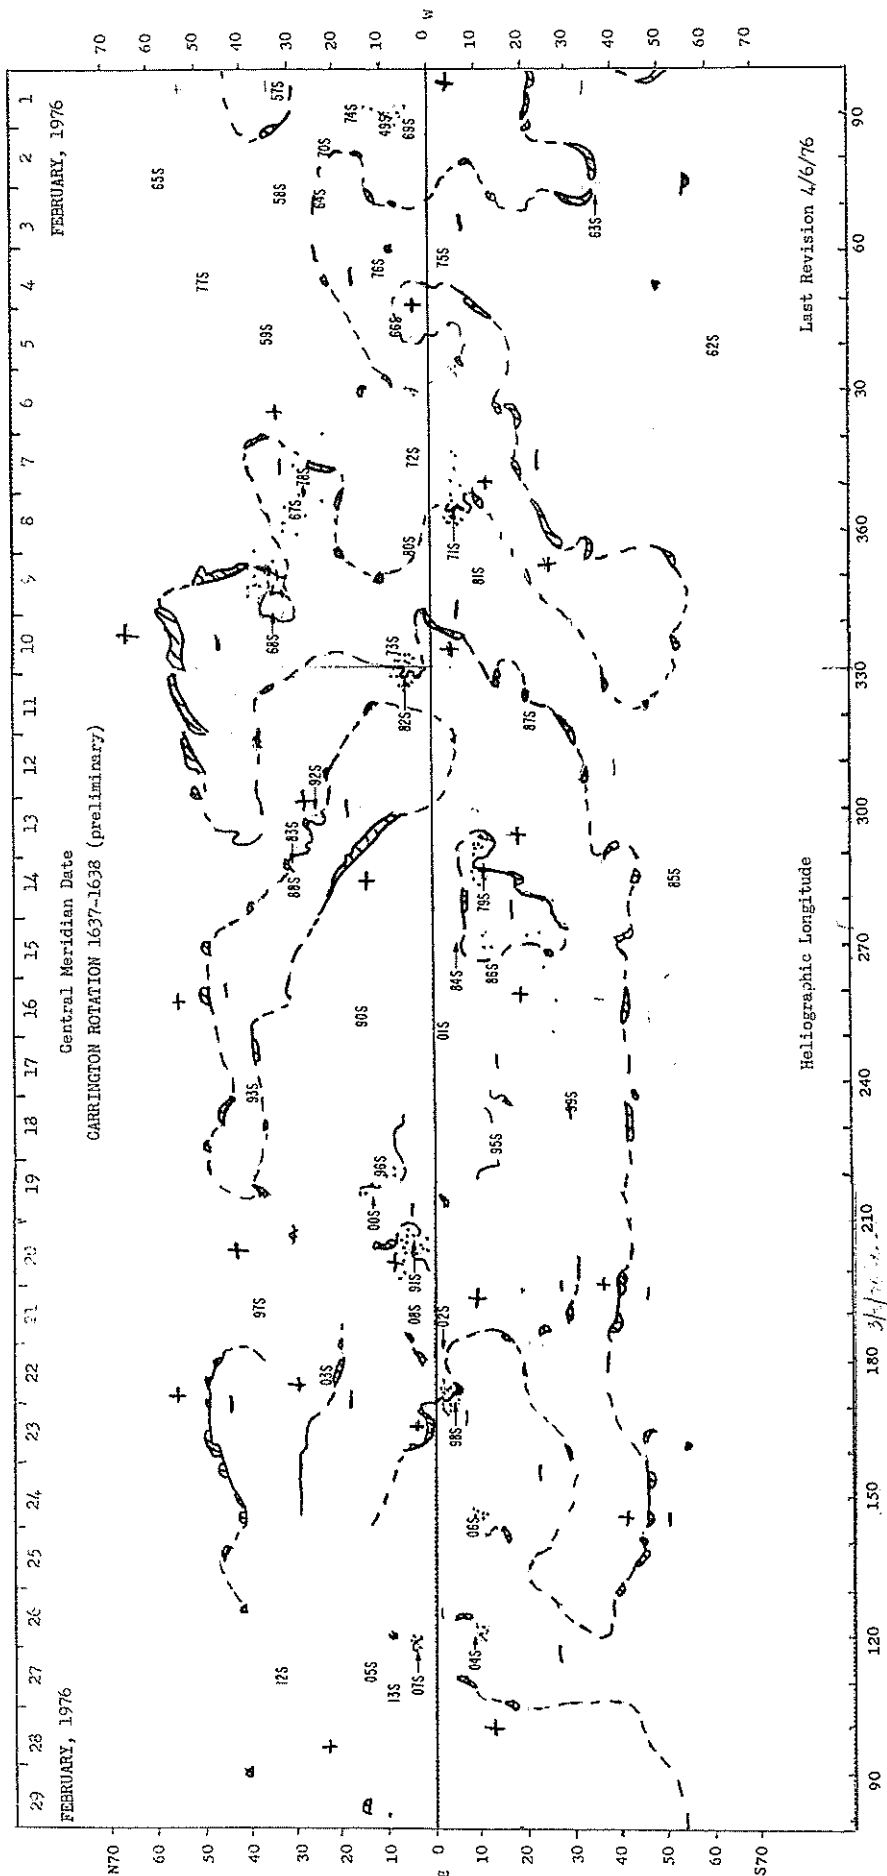 29 28 27 26 25 24 23 22 21 20 19 18 17 16 15 14 13 12 11 10 9 8 7 6 5 4 3 2 1
FEBRUARY, 1976 Central Meridian Date FEBRUARY, 1976
CARRINGTON ROTATION 1637-1638 (preliminary)
N70 70
60 60
50 50
40 40
30 30
20 20
10 10
0 0
E W
10 10
20 20
30 30
40 40
50 50
60 60
S70 70
65S
77S
93S
97S
59S
68S
12S
58S
57S
88S
83S
67S
78S
92S
03S
64S
70S
74S
90S
05S
00S
96S
76S
49S
13S
07S
91S
08S
82S
73S
80S
72S
66S
69S
02S
01S
75S
98S
84S
71S
06S
04S
95S
86S
79S
81S
87S
99S
63S
85S
62S
Heliographic Longitude
Last Revision 4/6/76
90 120 150 180 210 240 270 300 330 360 30 60 90